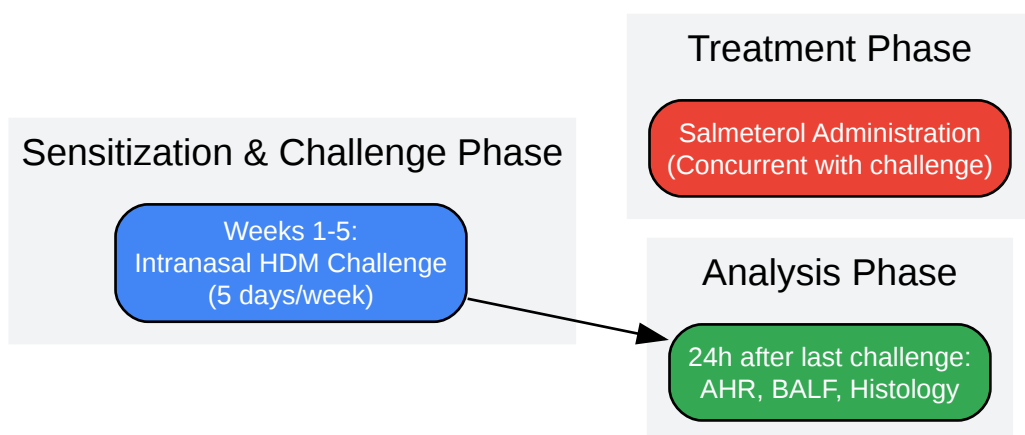 Sensitization & Challenge Phase
Weeks 1-5:
Intranasal HDM Challenge
(5 days/week)
Treatment Phase
Salmeterol Administration
(Concurrent with challenge)
Analysis Phase
24h after last challenge:
AHR, BALF, Histology